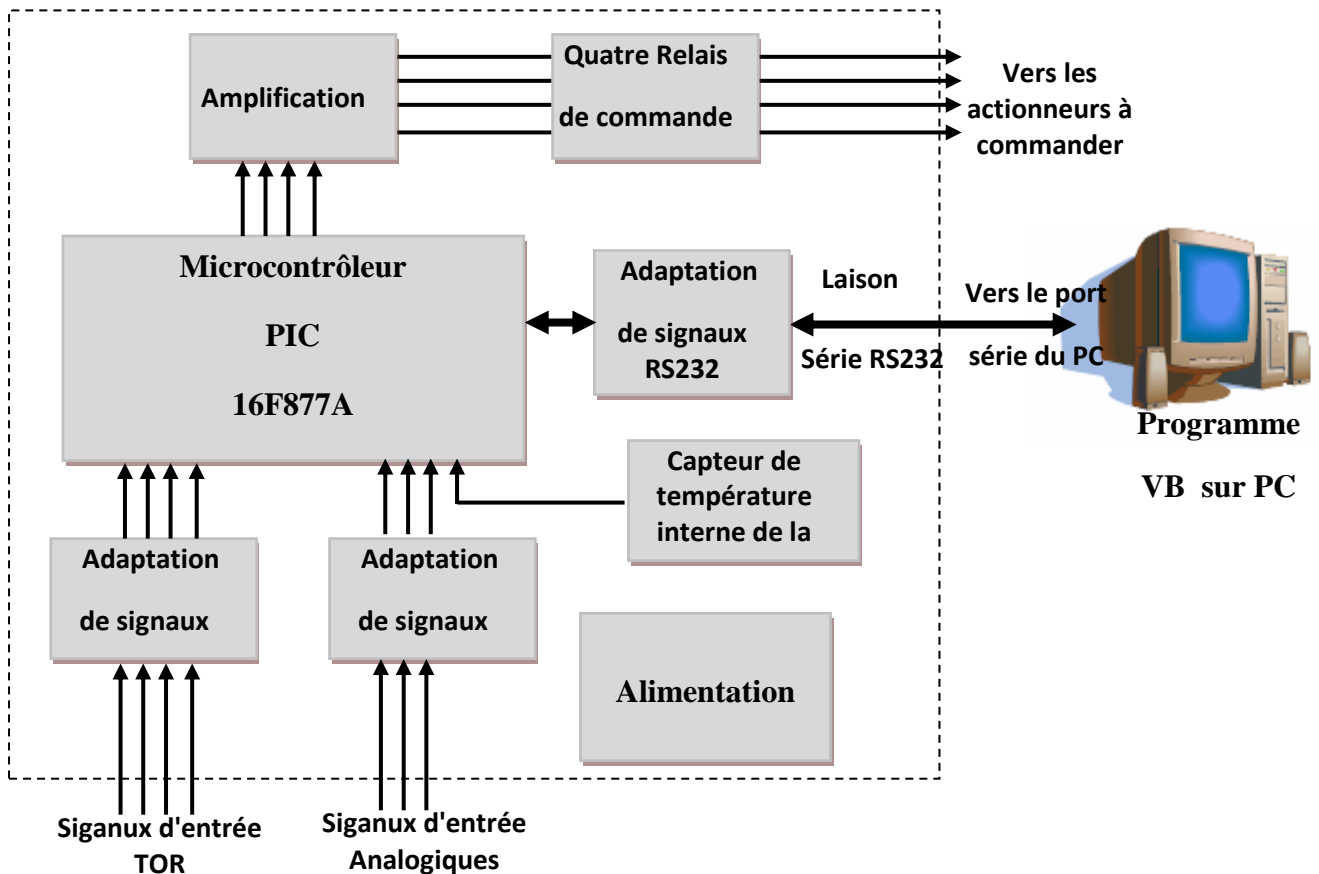 Amplification
Quatre Relais
de commande
Vers les
actionneurs à
commander
Microcontrôleur
PIC
16F877A
Adaptation
de signaux
RS232
Laison
Série RS232
Vers le port
série du PC
Programme
VB sur PC
Capteur de
température
interne de la
Adaptation
de signaux
Adaptation
de signaux
Alimentation
Siganux d'entrée
TOR
Siganux d'entrée
Analogiques